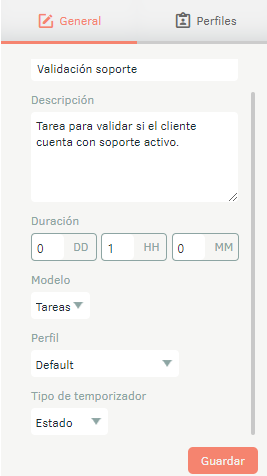 General Perfiles
Validación soporte
Descripción
Tarea para validar si el cliente
cuenta con soporte activo.
Duración
0 DD 1 HH 0 MM
Modelo
Tareas
Perfil
Default
Tipo de temporizador
Estado
Guardar